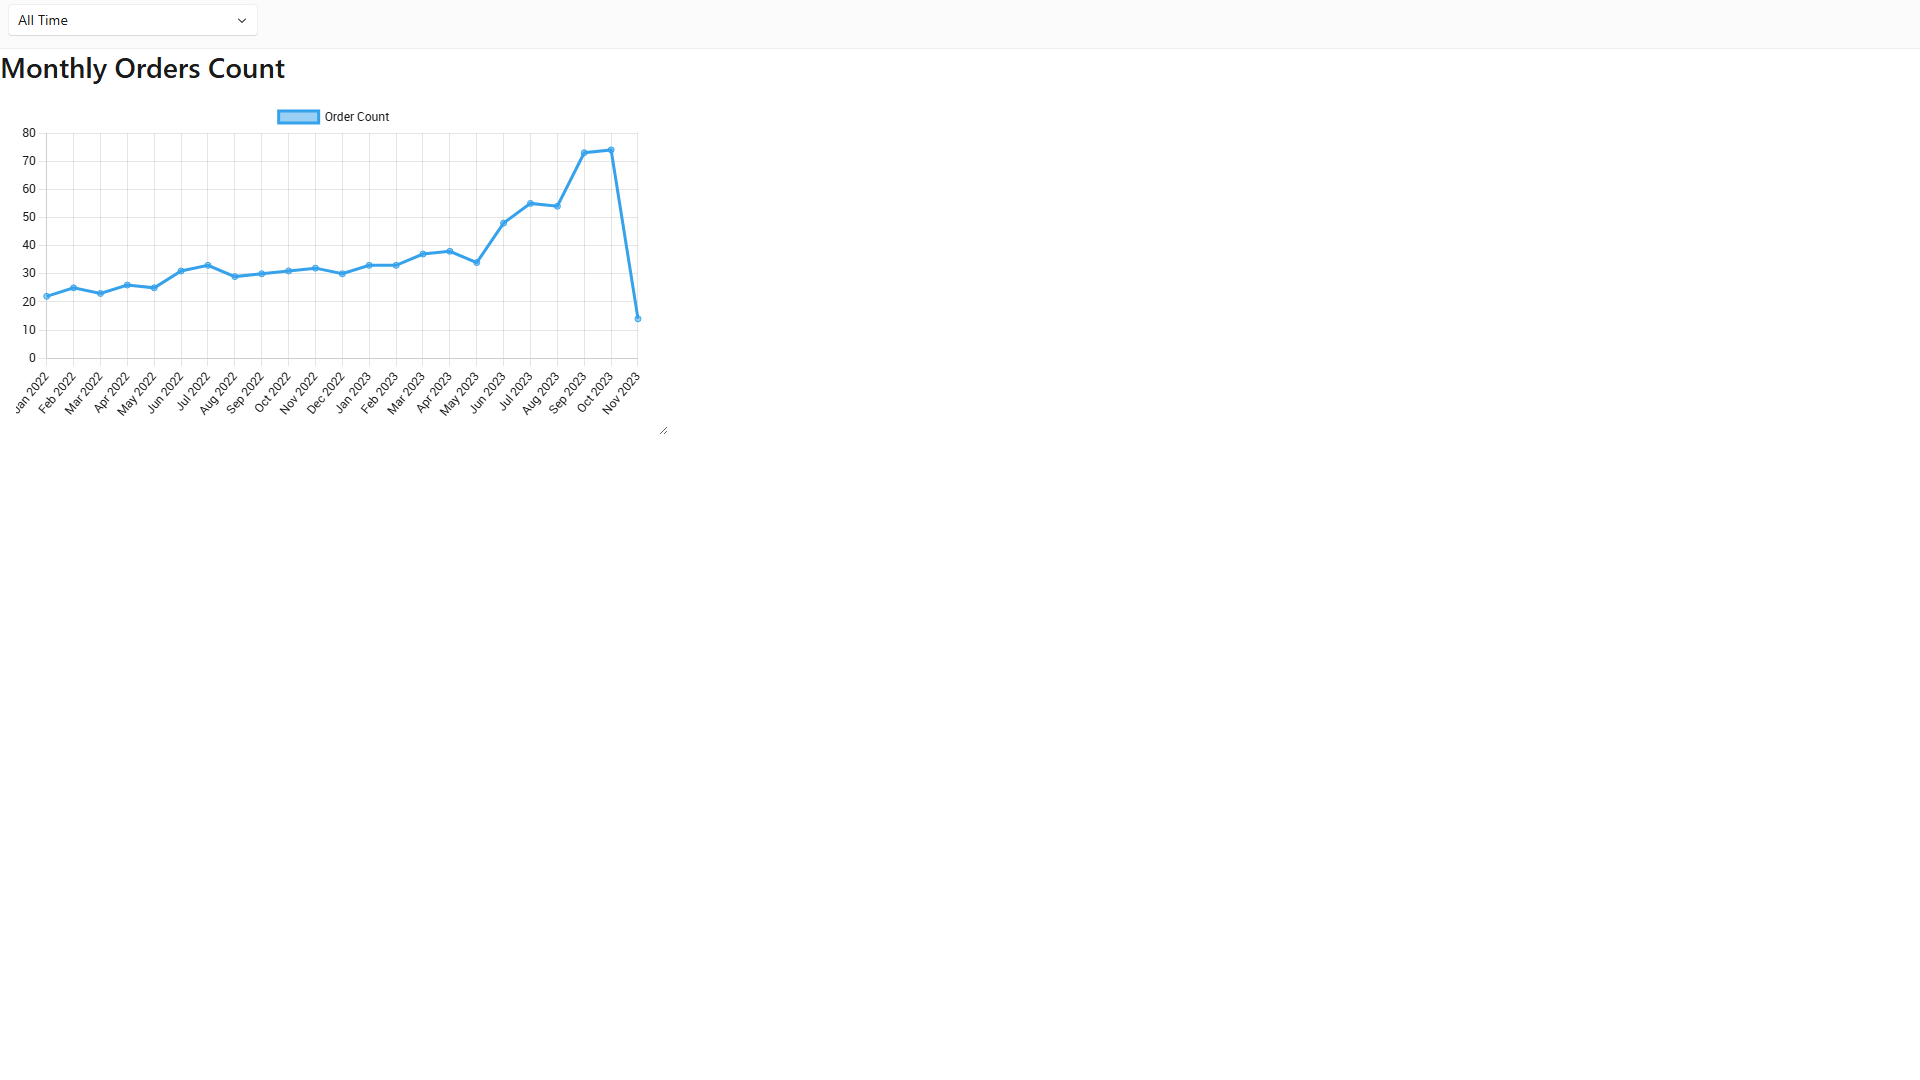 All Time
Monthly Orders Count
Order Count
80
70
60
50
40
30
20
10
0
Jan 2022
Feb 2022
Mar 2022
Apr 2022
May 2022
Jun 2022
Jul 2022
Aug 2022
Sep 2022
Oct 2022
Nov 2022
Dec 2022
Jan 2023
Feb 2023
Mar 2023
Apr 2023
May 2023
Jun 2023
Jul 2023
Aug 2023
Sep 2023
Oct 2023
Nov 2023